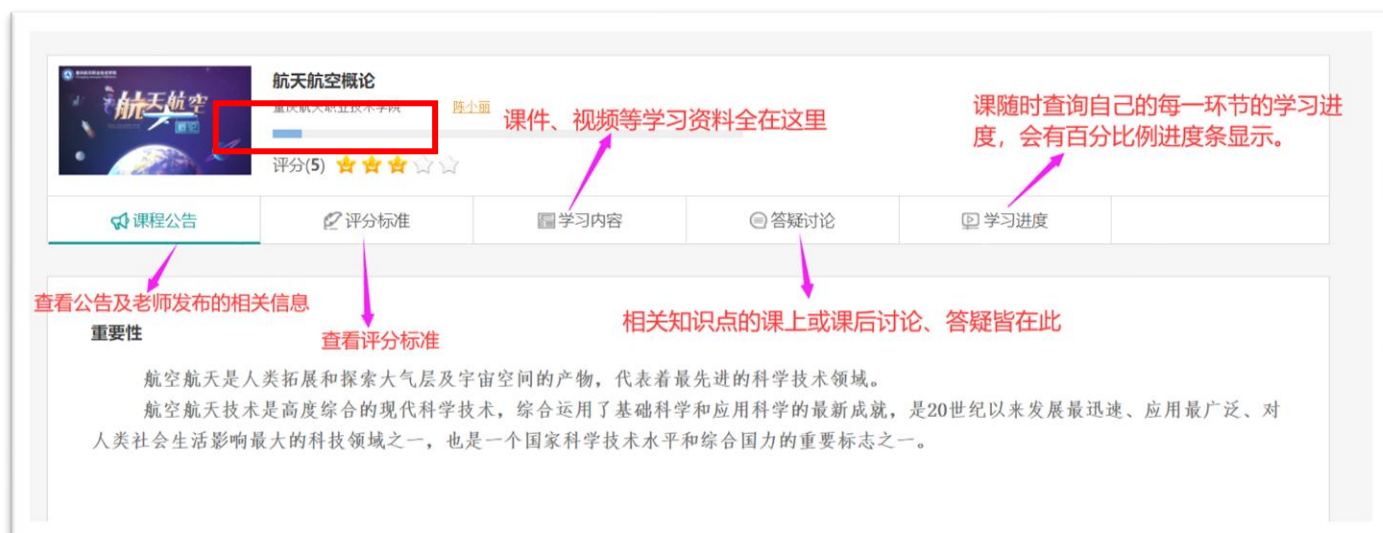 航天航空
概论
航天航空概论
重庆航天职业技术学院 陈小丽
评分(5)
课件、视频等学习资料全在这里
课随时查询自己的每一环节的学习进
度，会有百分比例进度条显示。
课程公告 评分标准 学习内容 答疑讨论 学习进度
查看公告及老师发布的相关信息
查看评分标准
相关知识点的课上或课后讨论、答疑皆在此
重要性
航空航天是人类拓展和探索大气层及宇宙空间的产物，代表着最先进的科学技术领域。
航空航天技术是高度综合的现代科学技术，综合运用了基础科学和应用科学的最新成就，是20世纪以来发展最迅速、应用最广泛、对
人类社会生活影响最大的科技领域之一，也是一个国家科学技术水平和综合国力的重要标志之一。